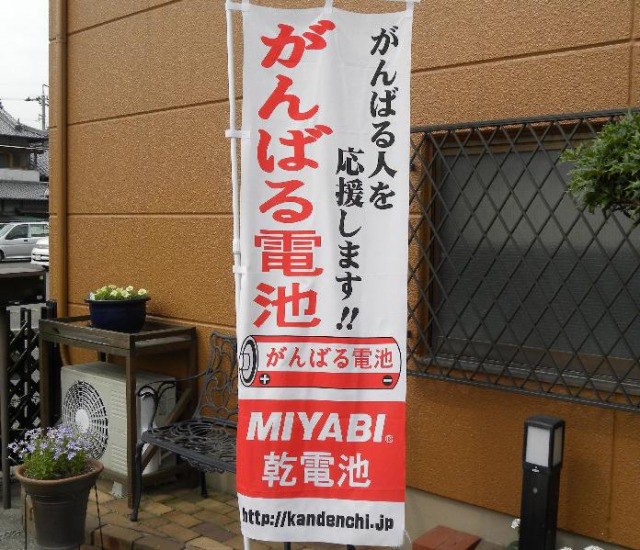 がんばる人を
応援します!!
がんばる電池
がんばる電池
+ −
MIYABI®
乾電池
http://kandenchi.jp